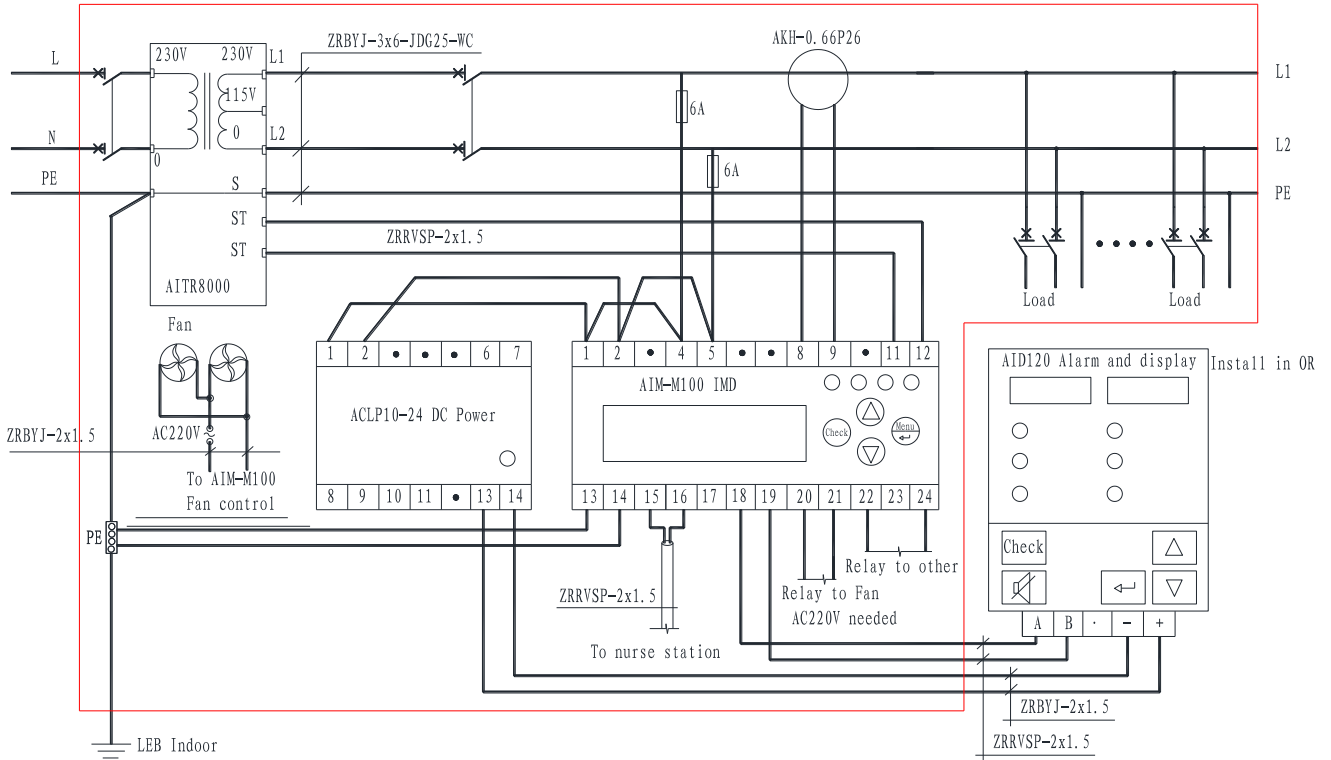 ZRBYJ-3x6-JDG25-WC
AKH-0.66P26
L
230V
230V
L1
L1
115V
6A
N
0
L2
L2
0
6A
PE
S
PE
ST
ZRRVSP-2x1.5
ST
AITR8000
Load
Load
Fan
1 2 • • • 6 7
1 2 • 4 5 • • 8 9 • 11 12
AID120 Alarm and display
Install in OR
AIM-M100 IMD
ACLP10-24 DC Power
Check
Menu
AC220V
ZRBYJ-2x1.5
To AIM-M100
Fan control
8 9 10 11 • 13 14
13 14 15 16 17 18 19 20 21 22 23 24
PE
Check
Relay to other
Relay to Fan
AC220V needed
ZRRVSP-2x1.5
A B · − +
To nurse station
ZRBYJ-2x1.5
ZRRVSP-2x1.5
LEB Indoor